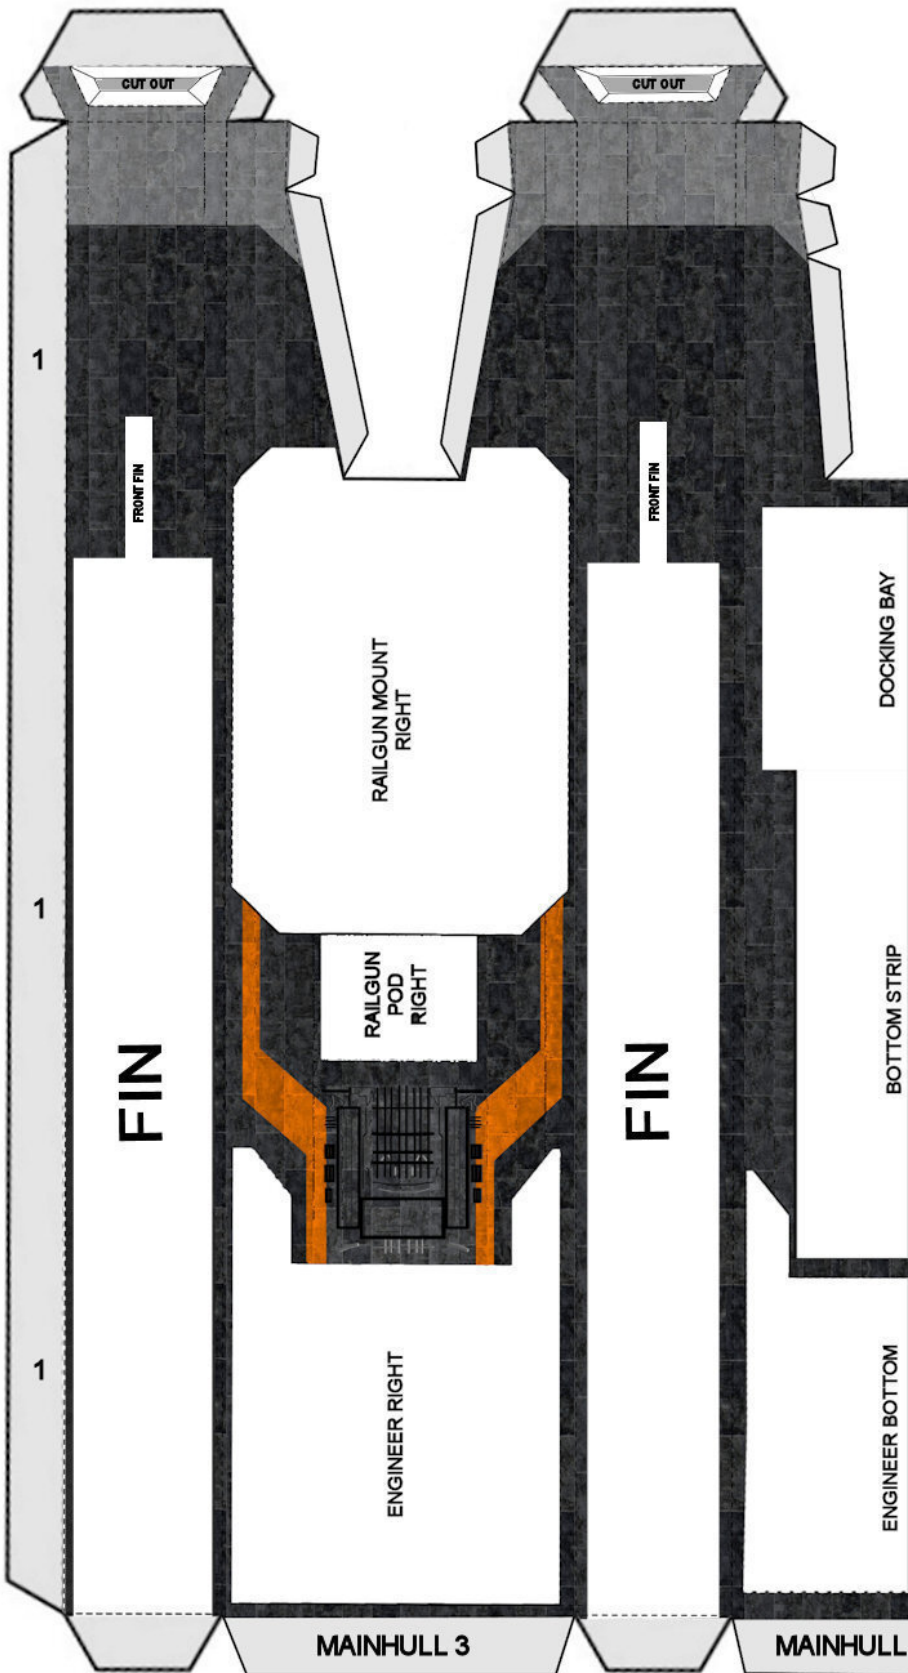 CUT OUT
CUT OUT
1
FRONT FIN
FRONT FIN
RAILGUN MOUNT
RIGHT
DOCKING BAY
1
RAILGUN
POD
RIGHT
BOTTOM STRIP
FIN
FIN
1
ENGINEER RIGHT
ENGINEER BOTTOM
MAINHULL 3
MAINHULL